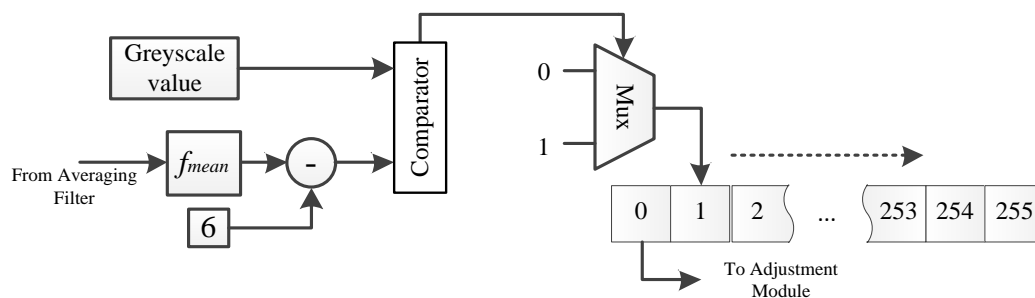 Greyscale
value
Comparator
0
Mux
1
fmean
-
From Averaging
Filter
6
0 1 2 ... 253 254 255
To Adjustment
Module